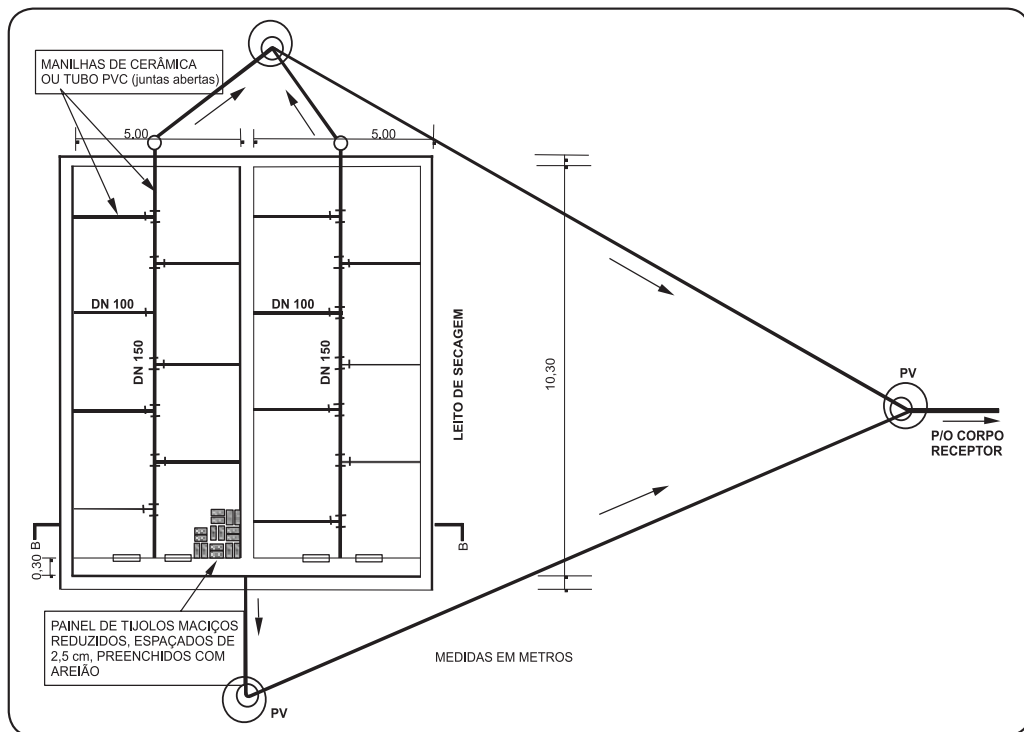 MANILHAS DE CERÂMICA
OU TUBO PVC (juntas abertas)
5.00
5.00
DN 100
DN 100
DN 150
DN 150
LEITO DE SECAGEM
10,30
PV
P/O CORPO
RECEPTOR
B
B
0,30
PAINEL DE TIJOLOS MACIÇOS
REDUZIDOS, ESPAÇADOS DE
2,5 cm, PREENCHIDOS COM
AREIÃO
MEDIDAS EM METROS
PV